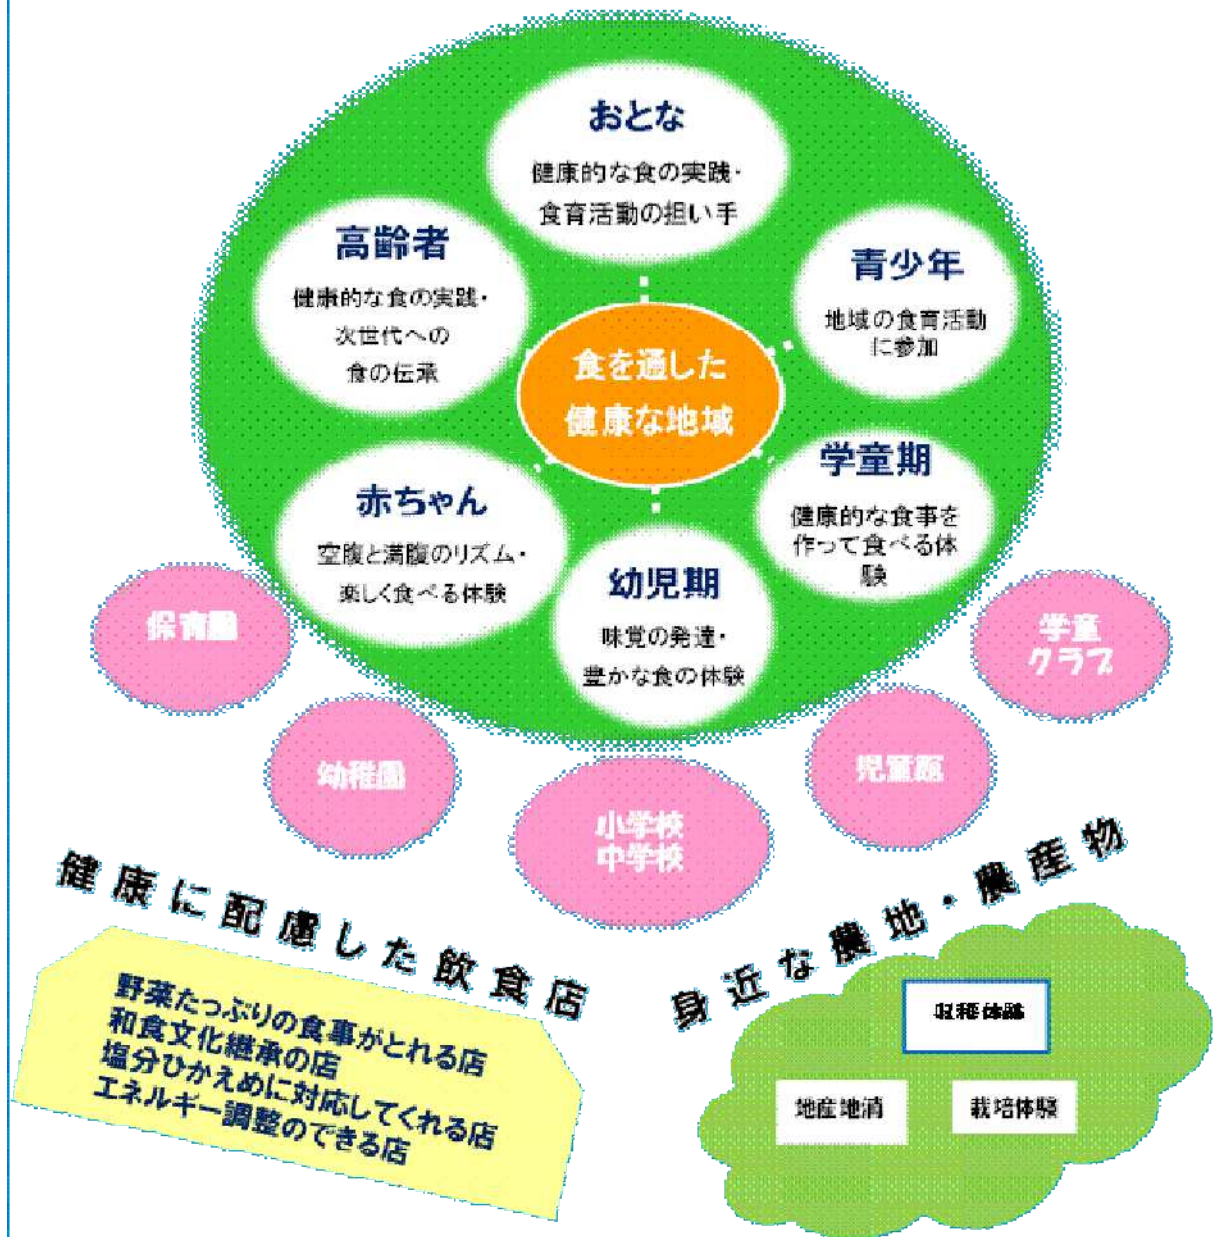 おとな
健康的な食の実践・
食育活動の担い手
高齢者
健康的な食の実践・
次世代への
食の伝承
青少年
地域の食育活動
に参加
食を通した
健康な地域
学童期
健康的な食事を
作って食べる体
験
赤ちゃん
空腹と満腹のリズム・
楽しく食べる体験
幼児期
味覚の発達・
豊かな食の体験
保育園
幼稚園
小学校
中学校
児童館
学童
クラブ
健康に配慮した飲食店
野菜たっぷりの食事がとれる店
和食文化継承の店
塩分ひかえめに対応してくれる店
エネルギー調整のできる店
身近な農地・農産物
収穫体験
地産地消
栽培体験